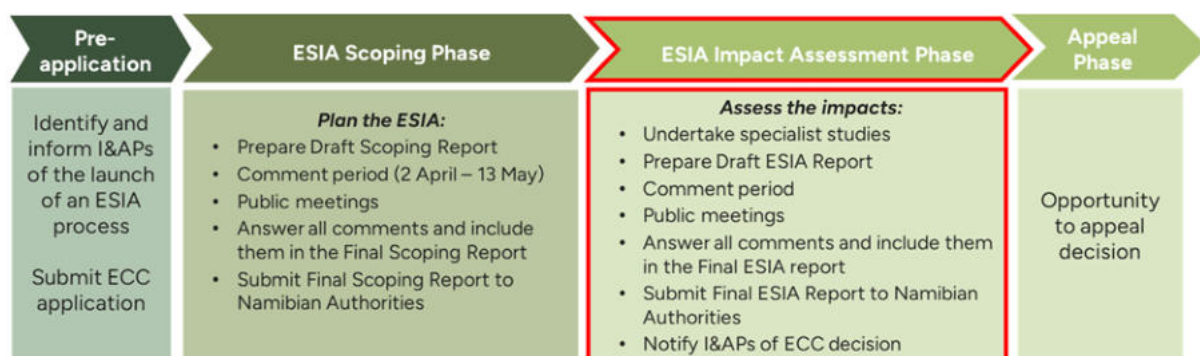 Pre-
application
ESIA Scoping Phase
ESIA Impact Assessment Phase
Appeal
Phase
Identify and
inform I&APs
of the launch
of an ESIA
process
Submit ECC
application
Plan the ESIA:
• Prepare Draft Scoping Report
• Comment period (2 April – 13 May)
• Public meetings
• Answer all comments and include
them in the Final Scoping Report
• Submit Final Scoping Report to
Namibian Authorities
Assess the impacts:
• Undertake specialist studies
• Prepare Draft ESIA Report
• Comment period
• Public meetings
• Answer all comments and include them
in the Final ESIA report
• Submit Final ESIA Report to Namibian
Authorities
• Notify I&APs of ECC decision
Opportunity
to appeal
decision